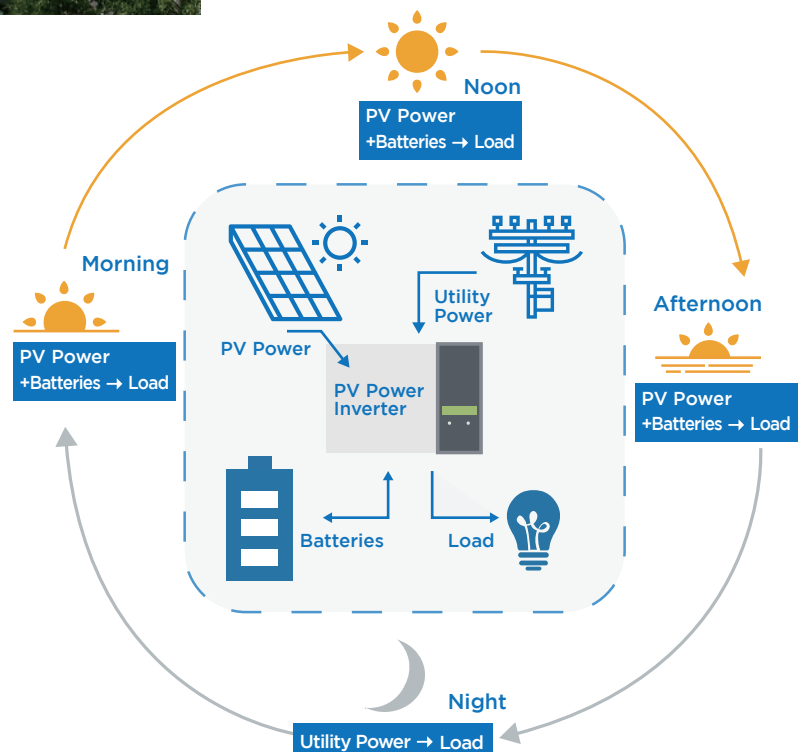 Noon
PV Power
+Batteries → Load
Morning
PV Power
+Batteries → Load
Afternoon
PV Power
+Batteries → Load
Utility
Power
PV Power
PV Power
Inverter
Batteries
Load
Night
Utility Power → Load